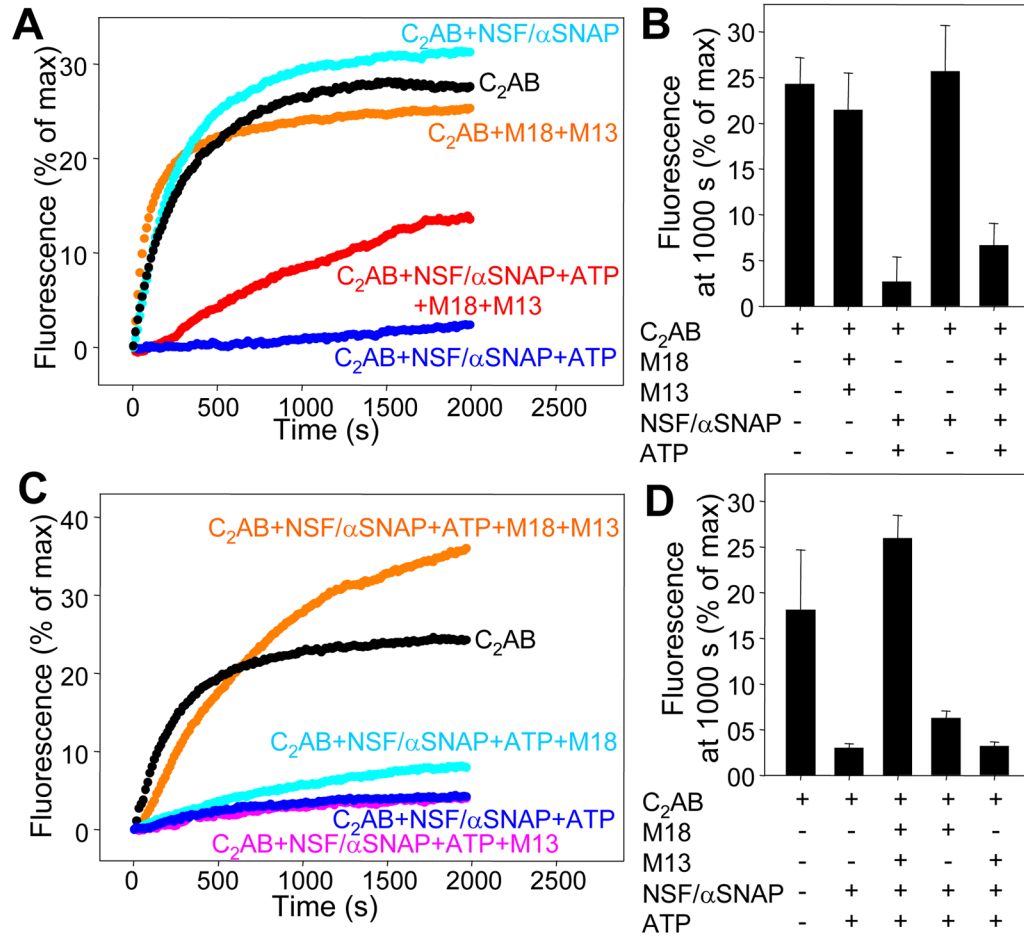 A
Fluorescence (% of max)
30
20
10
0
C₂AB+NSF/αSNAP
C₂AB
C₂AB+M18+M13
C₂AB+NSF/αSNAP+ATP
+M18+M13
C₂AB+NSF/αSNAP+ATP
0 500 1000 1500 2000 2500
Time (s)
B
Fluorescence
at 1000 s (% of max)
30
25
20
15
10
5
0
C₂AB + + + + +
M18 - + - - +
M13 - + - - +
NSF/αSNAP - - + + +
ATP - - + - +
C
Fluorescence (% of max)
40
30
20
10
0
C₂AB+NSF/αSNAP+ATP+M18+M13
C₂AB
C₂AB+NSF/αSNAP+ATP+M18
C₂AB+NSF/αSNAP+ATP
C₂AB+NSF/αSNAP+ATP+M13
0 500 1000 1500 2000 2500
Time (s)
D
Fluorescence
at 1000 s (% of max)
30
25
20
15
10
05
00
C₂AB + + + + +
M18 - - + + -
M13 - - + - +
NSF/αSNAP - + + + +
ATP - + + + +